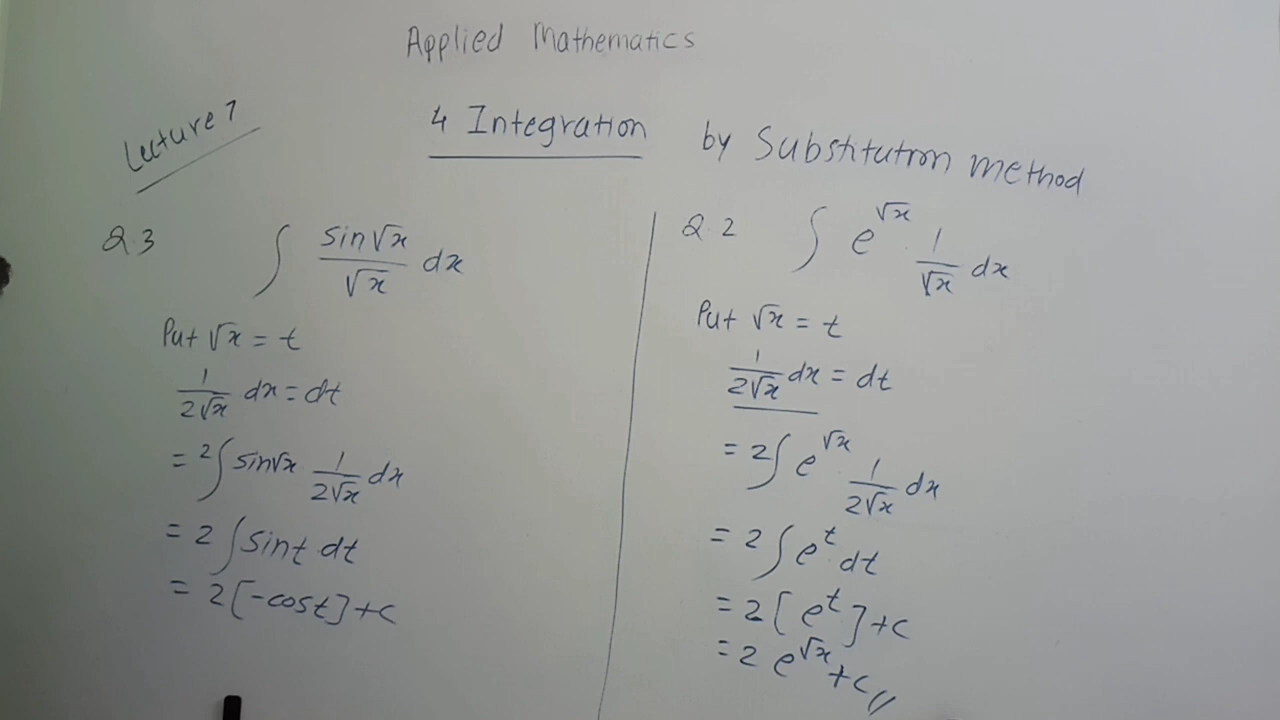 Applied Mathematics
Lecture 7
4 Integration by Substitution method
Q.3 ∫ sin√x/√x dx
Put √x = t
1/2√x dx = dt
= 2∫ sin√x 1/2√x dx
= 2 ∫ sint dt
= 2[-cost]+c
Q.2 ∫ e^√x . 1/√x dx
Put √x = t
1/2√x dx = dt
= 2∫ e^√x 1/2√x dx
= 2 ∫ e^t dt
= 2[e^t]+c
= 2 e^√x + c //